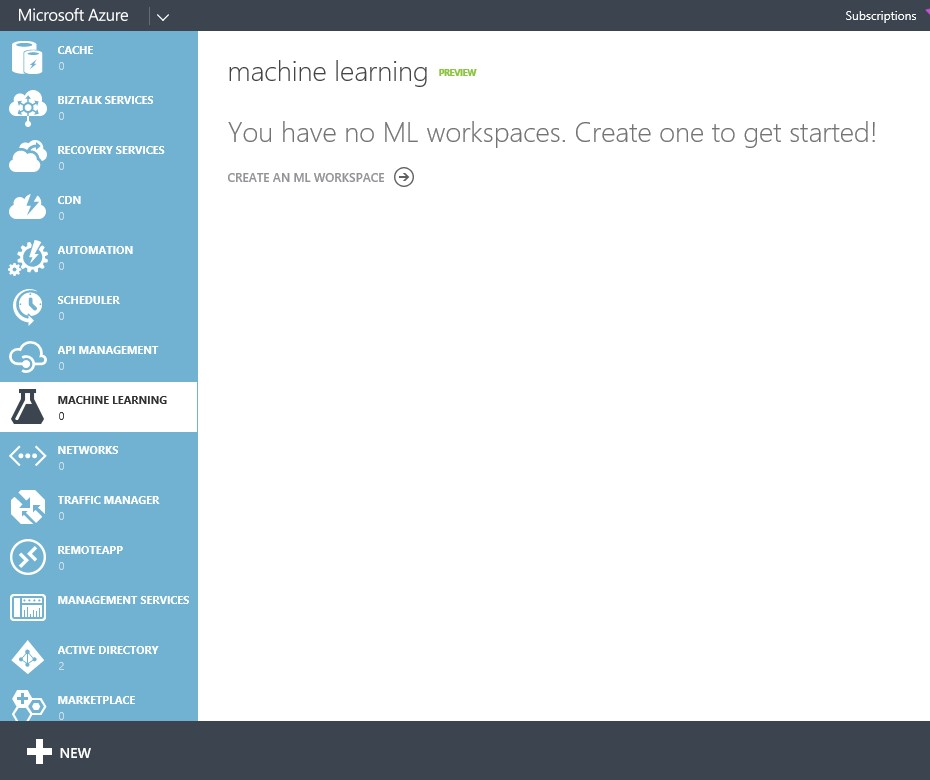 Microsoft Azure
Subscriptions
CACHE
0
BIZTALK SERVICES
0
RECOVERY SERVICES
0
CDN
0
AUTOMATION
0
SCHEDULER
0
API MANAGEMENT
0
MACHINE LEARNING
0
NETWORKS
0
TRAFFIC MANAGER
0
REMOTEAPP
0
MANAGEMENT SERVICES
ACTIVE DIRECTORY
2
MARKETPLACE
0
machine learning PREVIEW
You have no ML workspaces. Create one to get started!
CREATE AN ML WORKSPACE
NEW